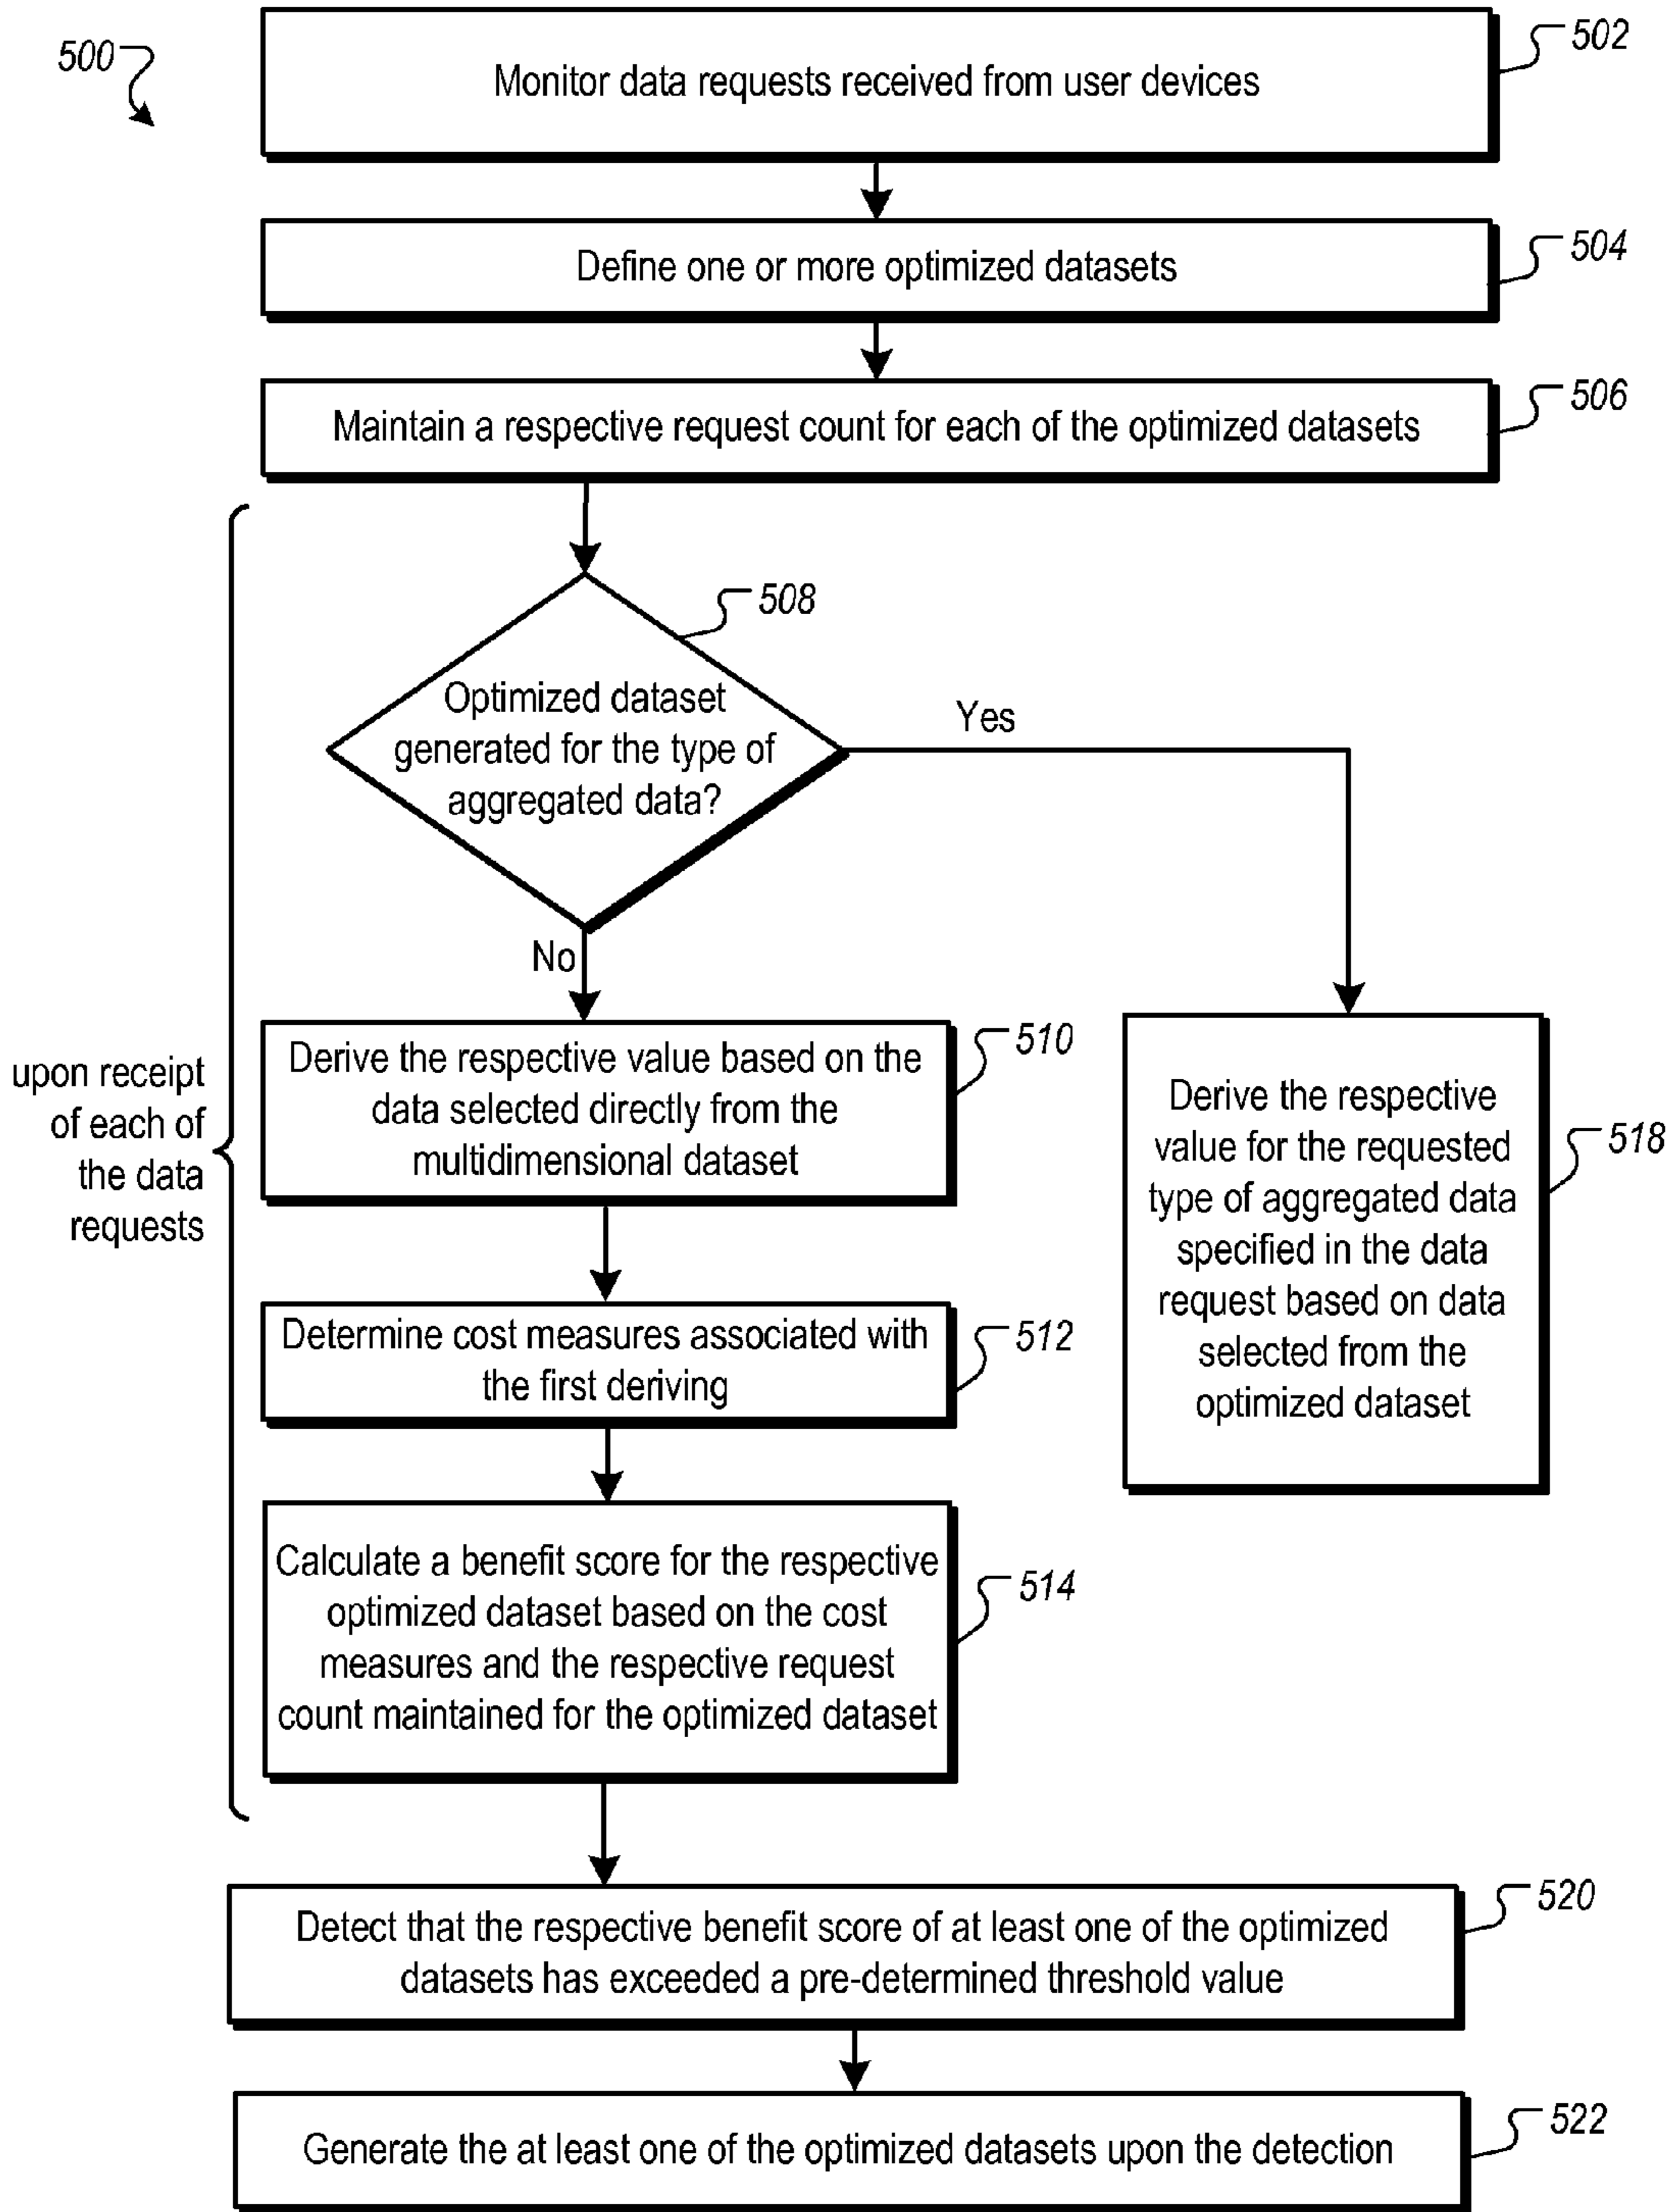 500
502
Monitor data requests received from user devices
504
Define one or more optimized datasets
506
Maintain a respective request count for each of the optimized datasets
508
Optimized dataset
generated for the type of
aggregated data?
Yes
No
upon receipt
of each of
the data
requests
510
Derive the respective value based on the
data selected directly from the
multidimensional dataset
512
Determine cost measures associated with
the first deriving
514
Calculate a benefit score for the respective
optimized dataset based on the cost
measures and the respective request
count maintained for the optimized dataset
518
Derive the respective
value for the requested
type of aggregated data
specified in the data
request based on data
selected from the
optimized dataset
520
Detect that the respective benefit score of at least one of the optimized
datasets has exceeded a pre-determined threshold value
522
Generate the at least one of the optimized datasets upon the detection